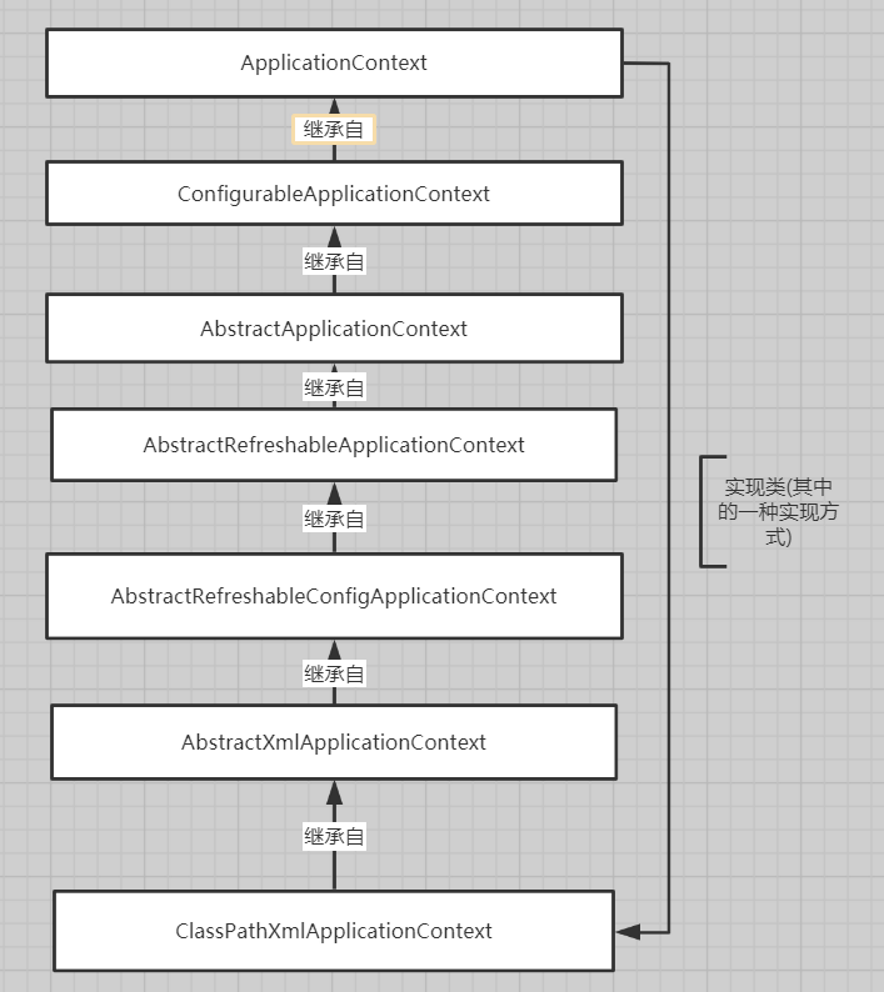 ApplicationContext
继承自
ConfigurableApplicationContext
继承自
AbstractApplicationContext
继承自
AbstractRefreshableApplicationContext
继承自
AbstractRefreshableConfigApplicationContext
继承自
AbstractXmlApplicationContext
继承自
ClassPathXmlApplicationContext
实现类(其中
的一种实现方
式)